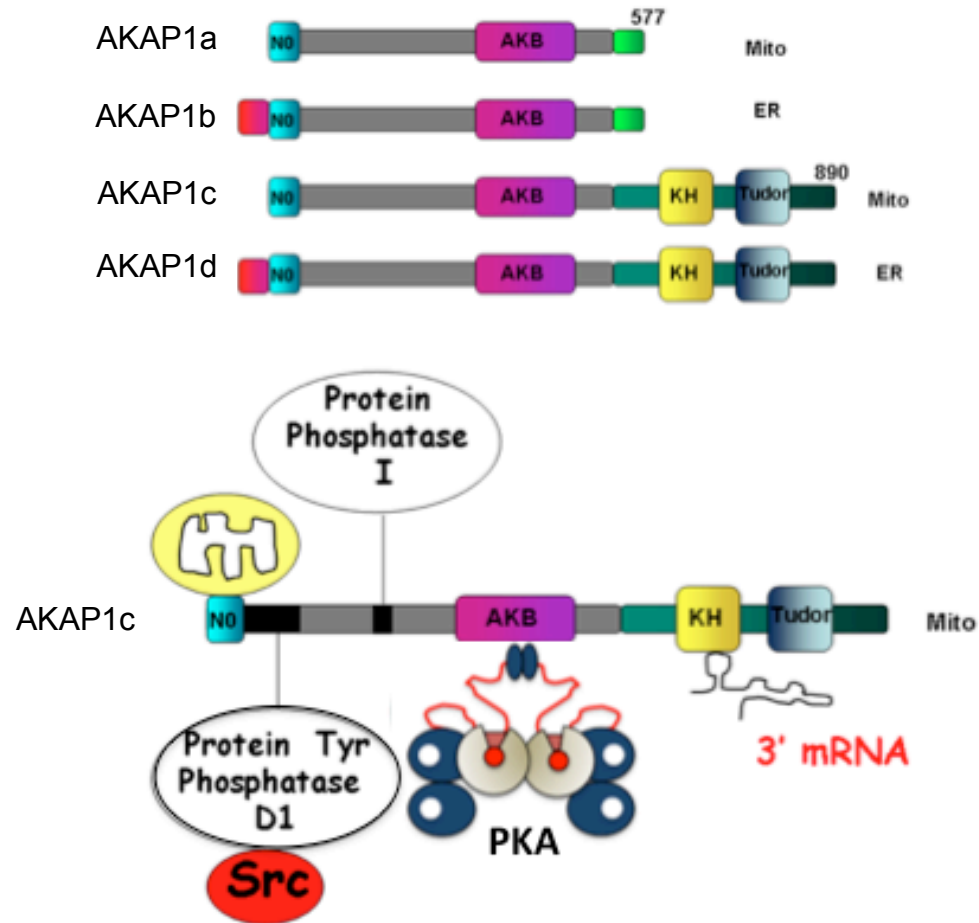 577
AKAP1a N0 AKB Mito
AKAP1b N0 AKB ER
890
AKAP1c N0 AKB KH Tudor Mito
AKAP1d N0 AKB KH Tudor ER
Protein
Phosphatase
I
AKAP1c N0 AKB KH Tudor Mito
Protein Tyr
Phosphatase
D1
3' mRNA
PKA
Src